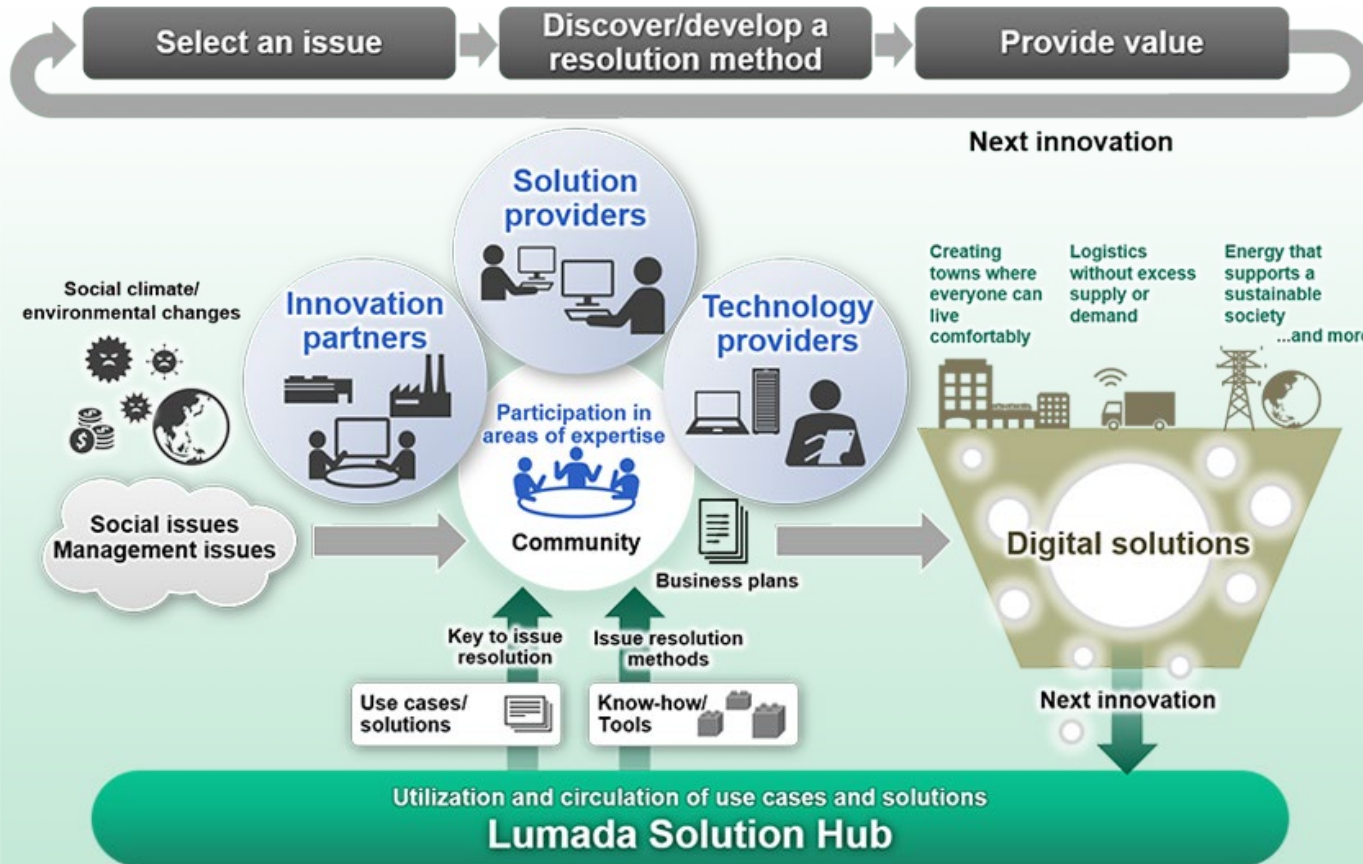 Select an issue
Discover/develop a
resolution method
Provide value
Next innovation
Solution
providers
Innovation
partners
Technology
providers
Social climate/
environmental changes
Creating
towns where
everyone can
live
comfortably
Logistics
without excess
supply or
demand
Energy that
supports a
sustainable
society
...and more
Participation in
areas of expertise
Community
Social issues
Management issues
Business plans
Digital solutions
Key to issue
resolution
Issue resolution
methods
Use cases/
solutions
Know-how/
Tools
Next innovation
Utilization and circulation of use cases and solutions
Lumada Solution Hub